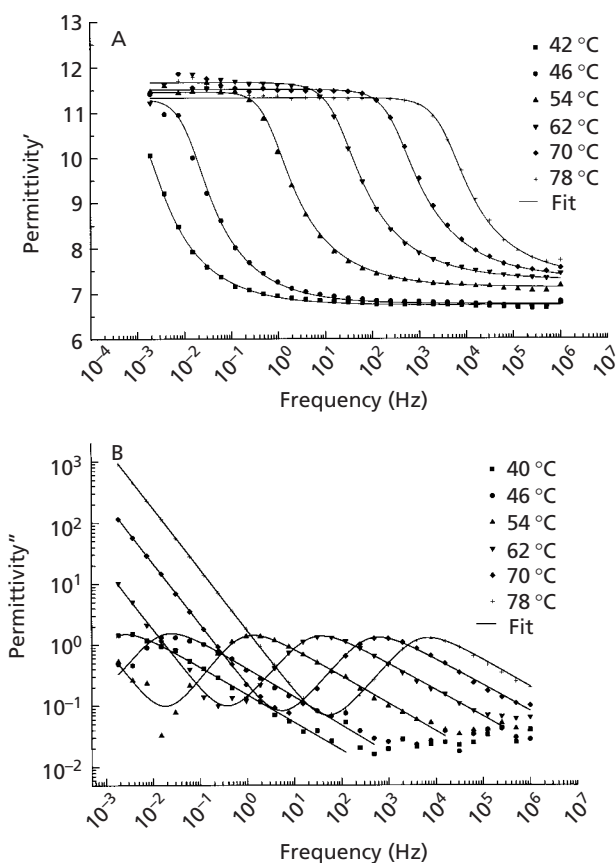 A
13
12
11
10
9
8
7
6
Permittivity′
42 °C
46 °C
54 °C
62 °C
70 °C
78 °C
Fit
10⁻⁴ 10⁻³ 10⁻² 10⁻¹ 10⁰ 10¹ 10² 10³ 10⁴ 10⁵ 10⁶ 10⁷
Frequency (Hz)
B
10³
10²
10¹
10⁰
10⁻¹
10⁻²
Permittivity″
40 °C
46 °C
54 °C
62 °C
70 °C
78 °C
Fit
10⁻³ 10⁻² 10⁻¹ 10⁰ 10¹ 10² 10³ 10⁴ 10⁵ 10⁶ 10⁷
Frequency (Hz)